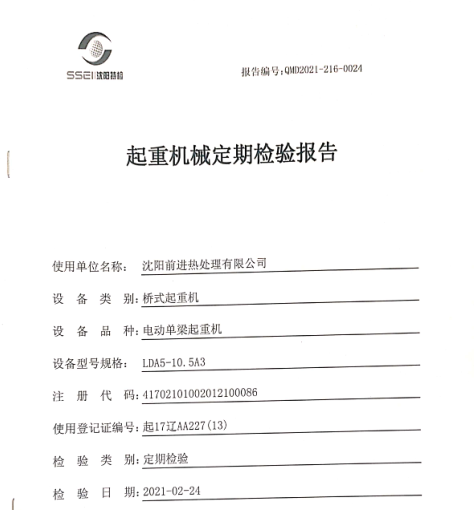 SSEI沈阳特检
报告编号:QMD2021-216-0024
起重机械定期检验报告
使用单位名称: 沈阳前进热处理有限公司
设备类别:桥式起重机
设备品种:电动单梁起重机
设备型号规格: LDA5-10.5A3
注册代码:41702101002012100086
使用登记证编号:起17辽AA227(13)
检验类别:定期检验
检验日期:2021-02-24